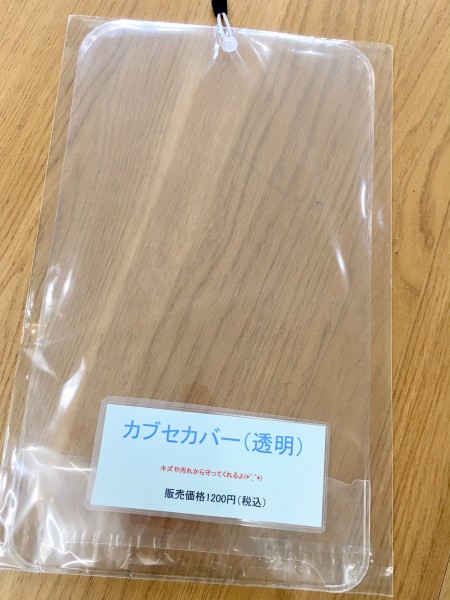 カブセカバー（透明）
キズや汚れから守ってくれるよ(*^_^*)
販売価格1200円（税込）